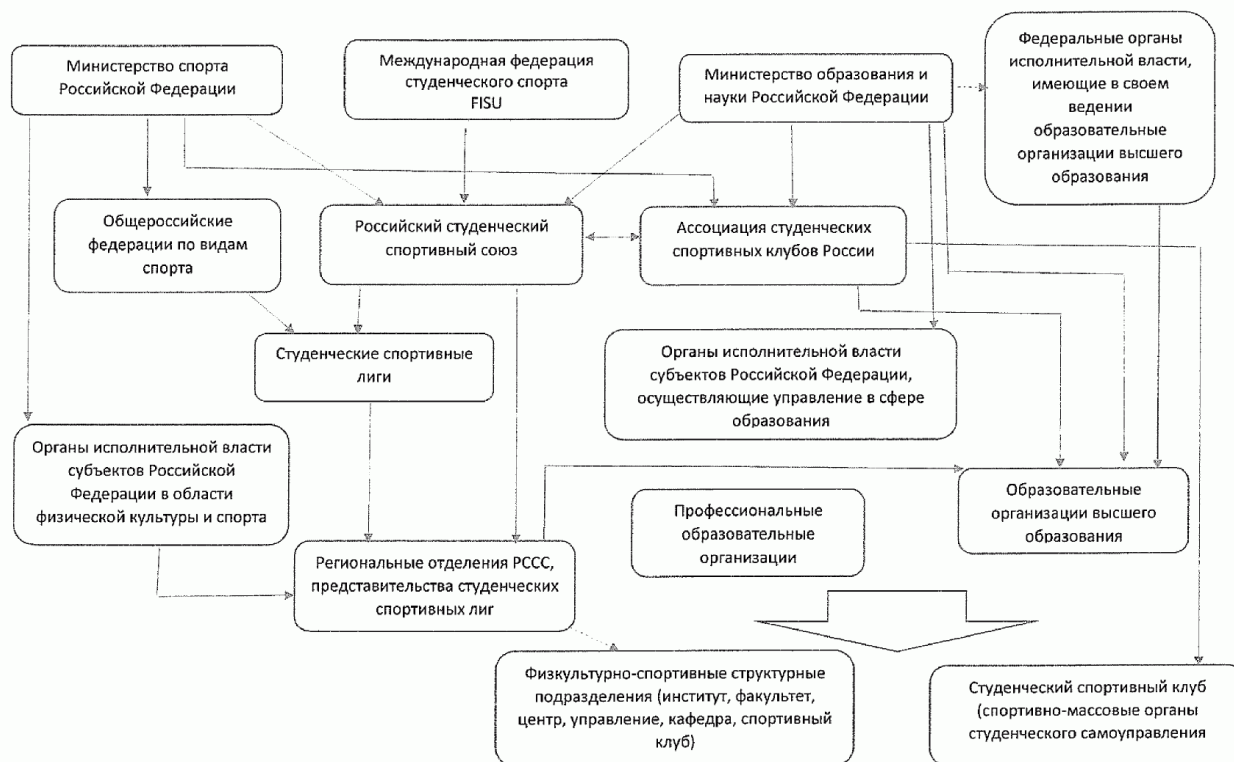 Министерство спорта
Российской Федерации
Международная федерация
студенческого спорта
FISU
Министерство образования и
науки Российской Федерации
Федеральные органы
исполнительной власти,
имеющие в своем
ведении
образовательные
организации высшего
образования
Общероссийские
федерации по видам
спорта
Российский студенческий
спортивный союз
Ассоциация студенческих
спортивных клубов России
Студенческие спортивные
лиги
Органы исполнительной власти
субъектов Российской Федерации,
осуществляющие управление в сфере
образования
Органы исполнительной власти
субъектов Российской
Федерации в области
физической культуры и спорта
Профессиональные
образовательные
организации
Образовательные
организации высшего
образования
Региональные отделения РССС,
представительства студенческих
спортивных лиг
Физкультурно-спортивные структурные
подразделения (институт, факультет,
центр, управление, кафедра, спортивный
клуб)
Студенческий спортивный клуб
(спортивно-массовые органы
студенческого самоуправления